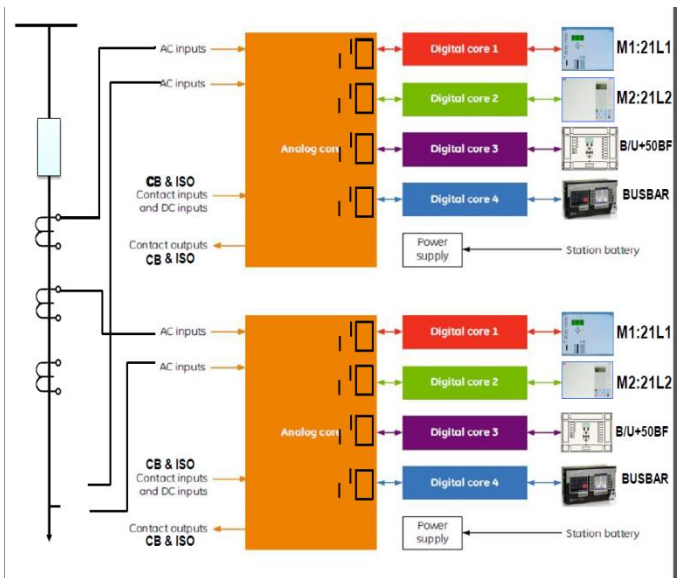 AC inputs
Digital core 1
M1:21L1
AC inputs
Digital core 2
M2:21L2
Analog core
Digital core 3
B/U+50BF
CB & ISO
Contact inputs
and DC inputs
Digital core 4
BUSBAR
Contact outputs
CB & ISO
Power
supply
Station battery
AC inputs
Digital core 1
M1:21L1
AC inputs
Digital core 2
M2:21L2
Analog core
Digital core 3
B/U+50BF
CB & ISO
Contact inputs
and DC inputs
Digital core 4
BUSBAR
Contact outputs
CB & ISO
Power
supply
Station battery